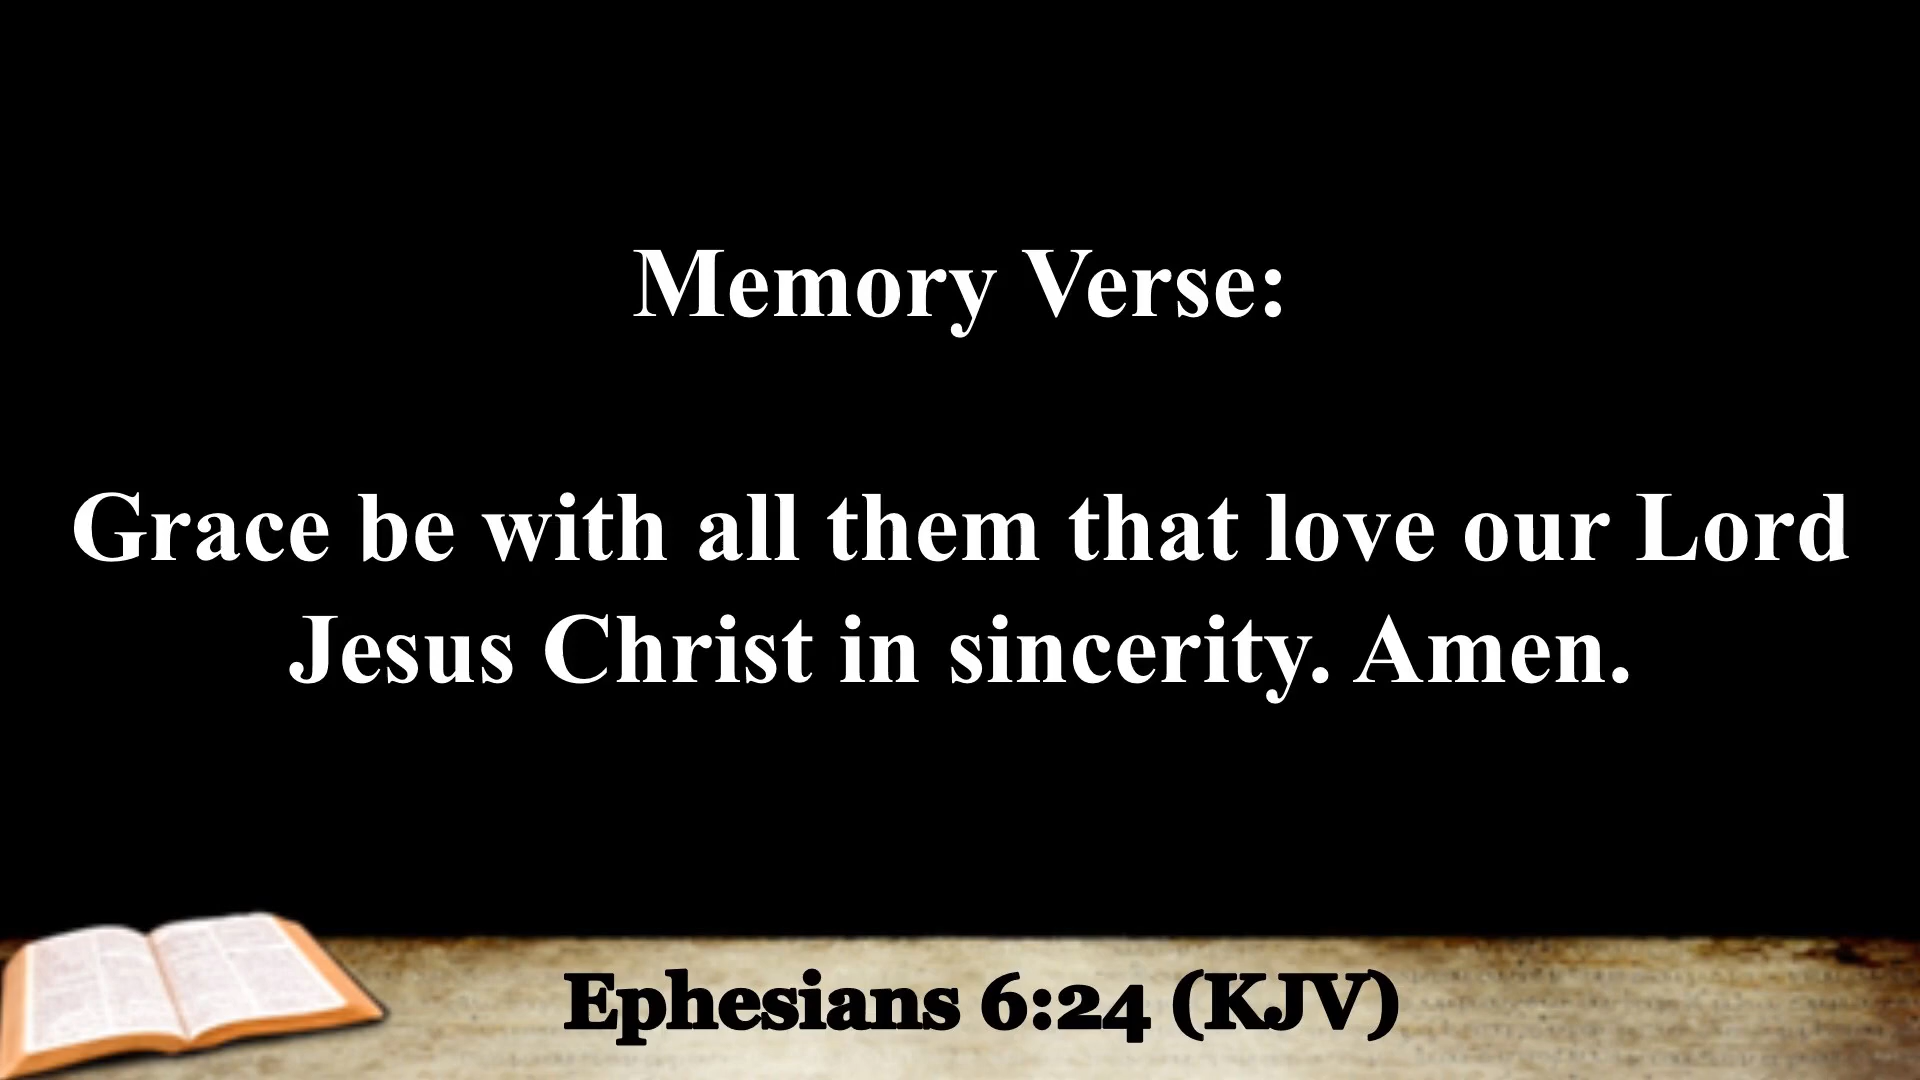 Memory Verse:
Grace be with all them that love our Lord
Jesus Christ in sincerity. Amen.
Ephesians 6:24 (KJV)